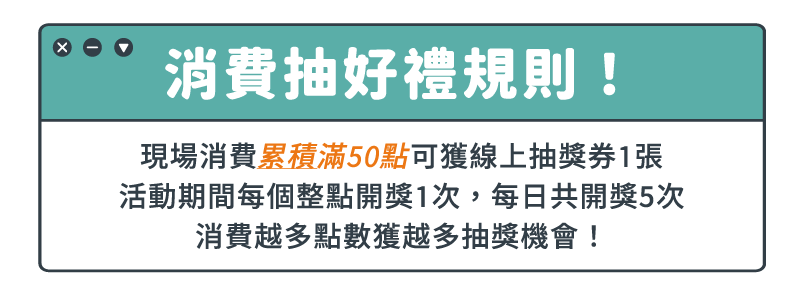 消費抽好禮規則！
現場消費累積滿50點可獲線上抽獎券1張
活動期間每個整點開獎1次，每日共開獎5次
消費越多點數獲越多抽獎機會！